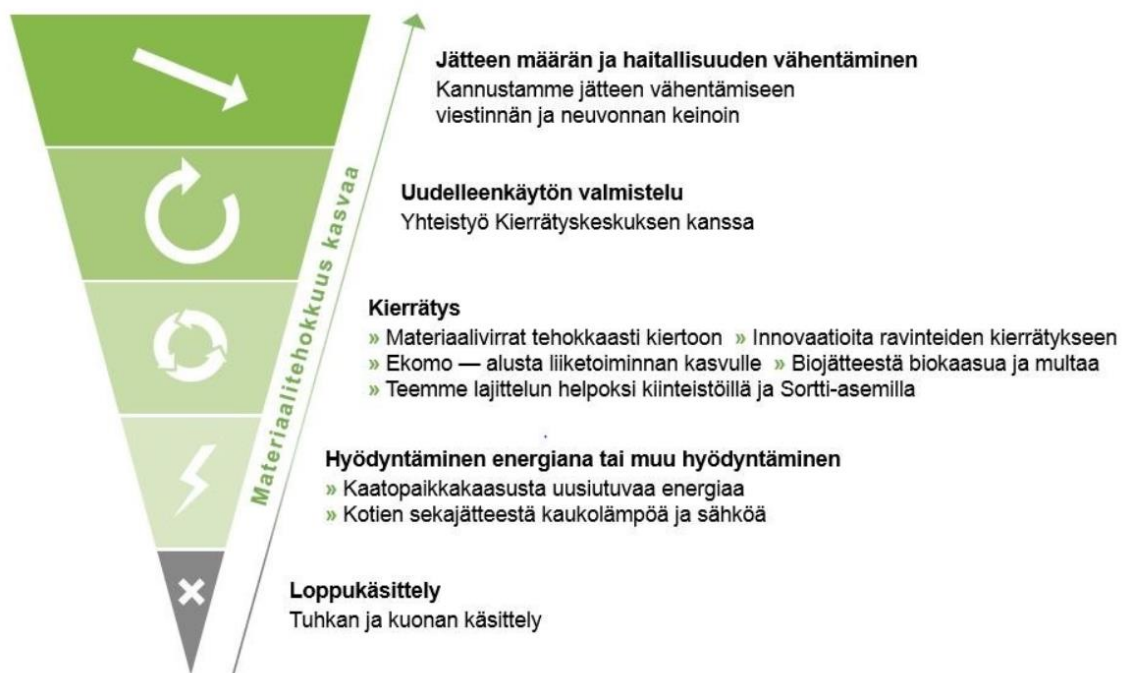 Jätteen määrän ja haitallisuuden vähentäminen
Kannustamme jätteen vähentämiseen
viestinnän ja neuvonnan keinoin
Uudelleenkäytön valmistelu
Yhteistyö Kierrätyskeskuksen kanssa
Materiaalitehokkuus kasvaa
Kierrätys
» Materiaalivirrat tehokkaasti kiertoon » Innovaatioita ravinteiden kierrätykseen
» Ekomo — alusta liiketoiminnan kasvulle » Biojätteestä biokaasua ja multaa
» Teemme lajittelun helpoksi kiinteistöillä ja Sortti-asemilla
Hyödyntäminen energiana tai muu hyödyntäminen
» Kaatopaikkakaasusta uusiutuvaa energiaa
» Kotien sekajätteestä kaukolämpöä ja sähköä
Loppukäsittely
Tuhkan ja kuonan käsittely